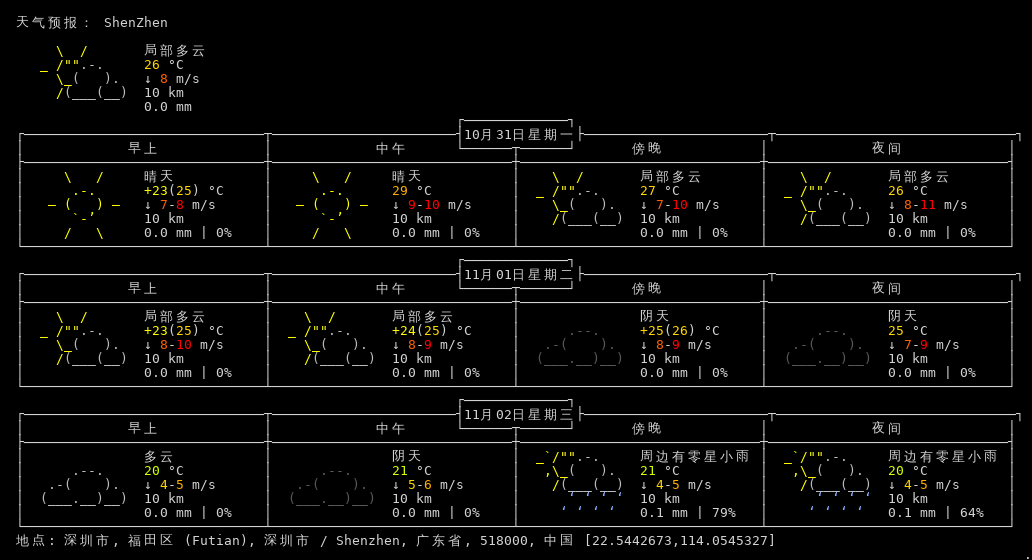 天气预报： ShenZhen
局部多云
26 °C
↓ 8 m/s
10 km
0.0 mm
10月31日星期一
早上 中午 傍晚 夜间
晴天 晴天 局部多云 局部多云
+23(25) °C 29 °C 27 °C 26 °C
↓ 7-8 m/s ↓ 9-10 m/s ↓ 7-10 m/s ↓ 8-11 m/s
10 km 10 km 10 km 10 km
0.0 mm | 0% 0.0 mm | 0% 0.0 mm | 0% 0.0 mm | 0%
11月01日星期二
早上 中午 傍晚 夜间
局部多云 局部多云 阴天 阴天
+23(25) °C +24(25) °C +25(26) °C 25 °C
↓ 8-10 m/s ↓ 8-9 m/s ↓ 8-9 m/s ↓ 7-9 m/s
10 km 10 km 10 km 10 km
0.0 mm | 0% 0.0 mm | 0% 0.0 mm | 0% 0.0 mm | 0%
11月02日星期三
早上 中午 傍晚 夜间
多云 阴天 周边有零星小雨 周边有零星小雨
20 °C 21 °C 21 °C 20 °C
↓ 4-5 m/s ↓ 5-6 m/s ↓ 4-5 m/s ↓ 4-5 m/s
10 km 10 km 10 km 10 km
0.0 mm | 0% 0.0 mm | 0% 0.1 mm | 79% 0.1 mm | 64%
地点: 深圳市, 福田区 (Futian), 深圳市 / Shenzhen, 广东省, 518000, 中国 [22.5442673,114.0545327]